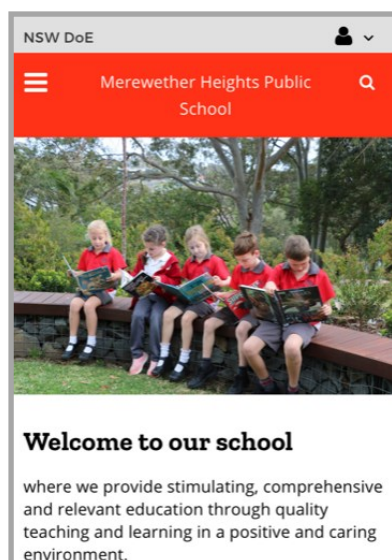 NSW DoE
Merewether Heights Public
School
Welcome to our school
where we provide stimulating, comprehensive
and relevant education through quality
teaching and learning in a positive and caring
environment.